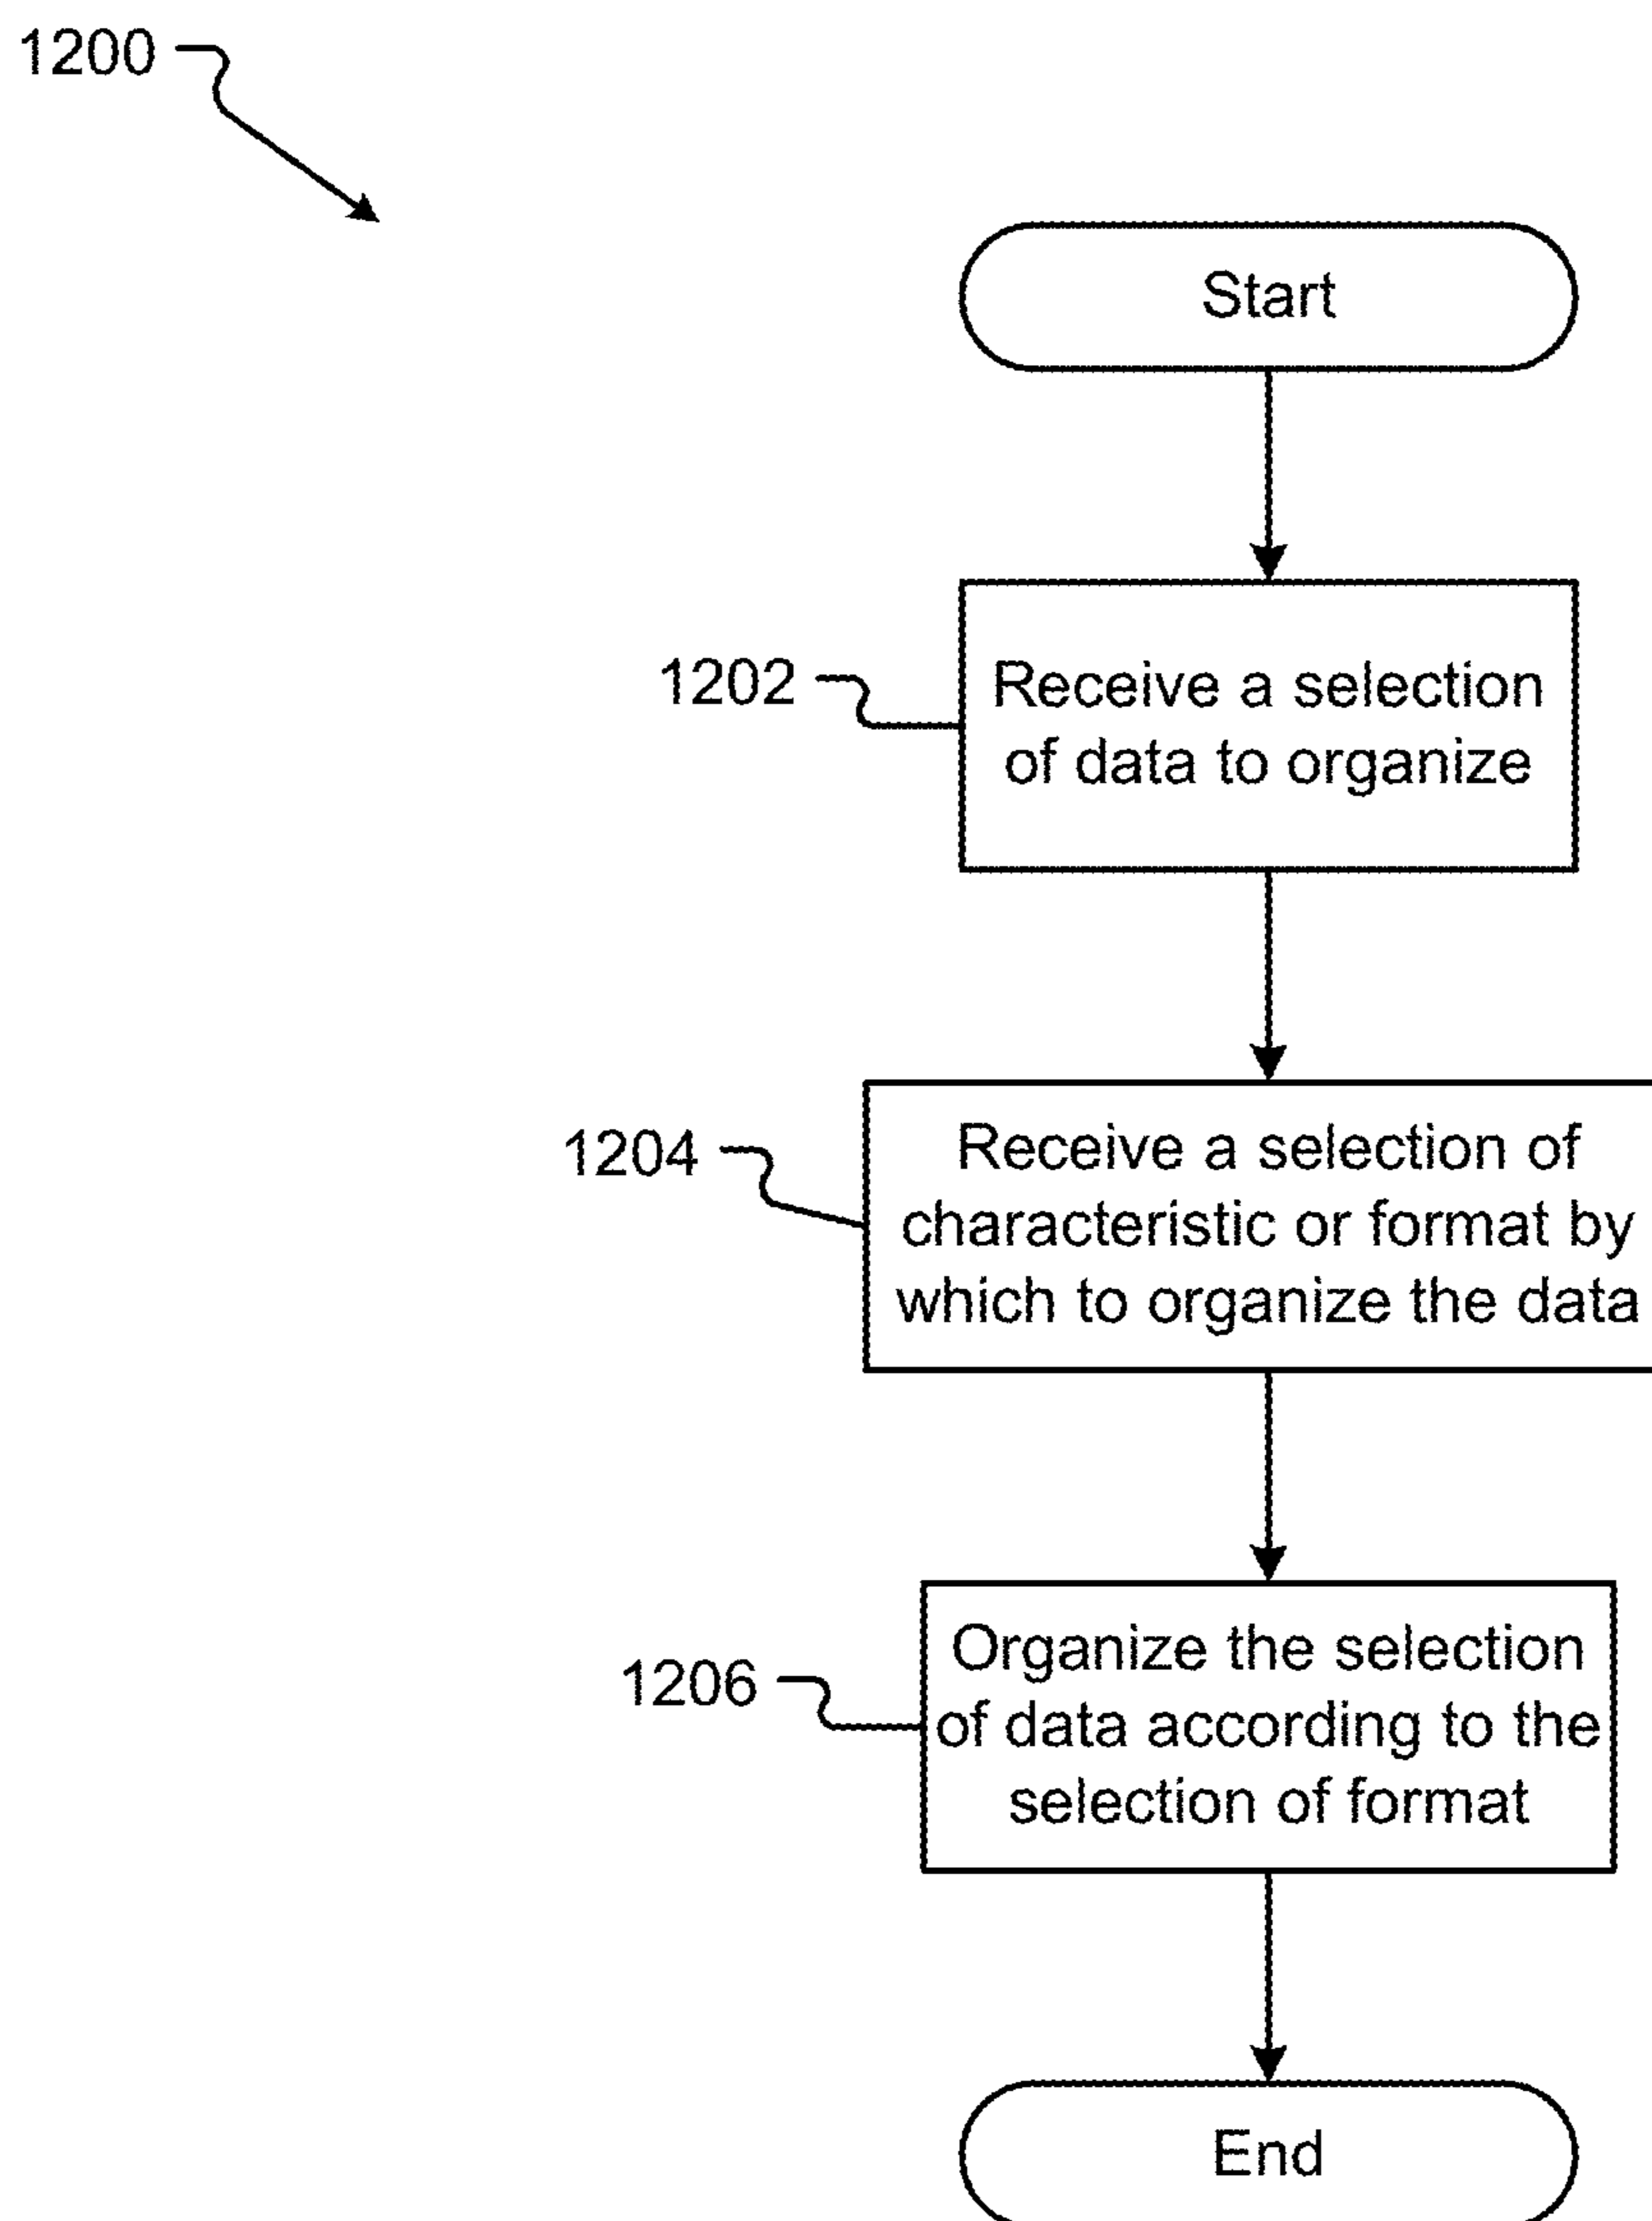 1200
Start
1202
Receive a selection
of data to organize
1204
Receive a selection of
characteristic or format by
which to organize the data
1206
Organize the selection
of data according to the
selection of format
End